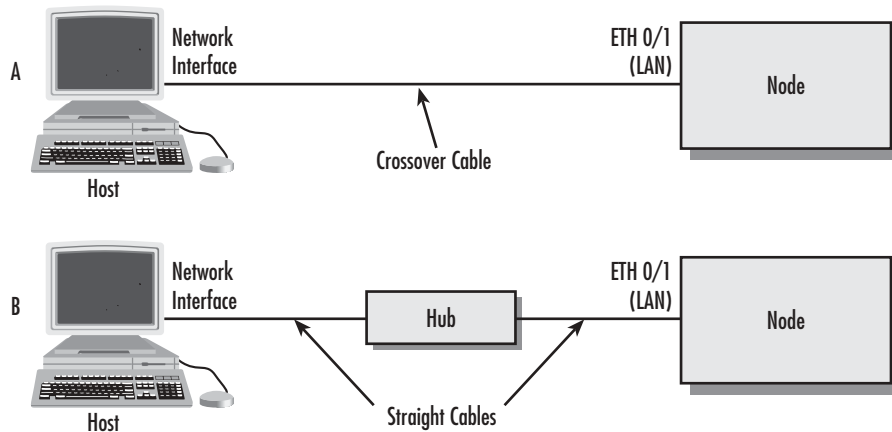 A
Network
Interface
ETH 0/1
(LAN)
Node
Crossover Cable
Host
B
Network
Interface
Hub
ETH 0/1
(LAN)
Node
Straight Cables
Host